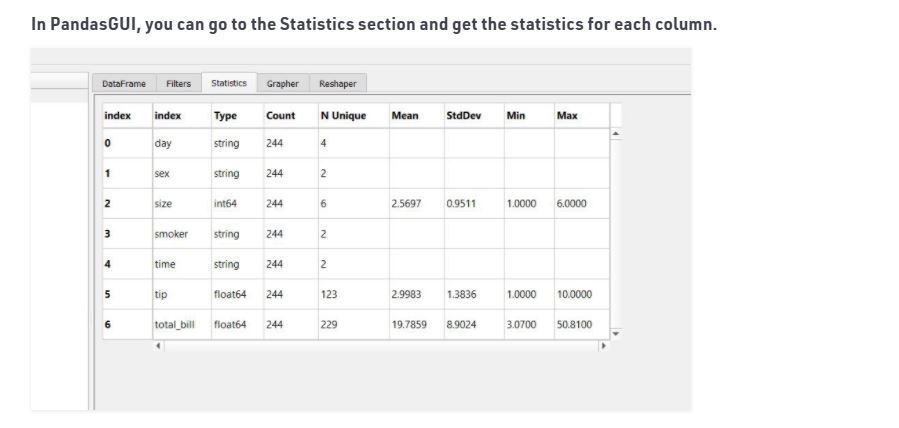 In PandasGUI, you can go to the Statistics section and get the statistics for each column.
DataFrame Filters Statistics Grapher Reshaper
index index Type Count N Unique Mean StdDev Min Max
0 day string 244 4
1 sex string 244 2
2 size int64 244 6 2.5697 0.9511 1.0000 6.0000
3 smoker string 244 2
4 time string 244 2
5 tip float64 244 123 2.9983 1.3836 1.0000 10.0000
6 total_bill float64 244 229 19.7859 8.9024 3.0700 50.8100